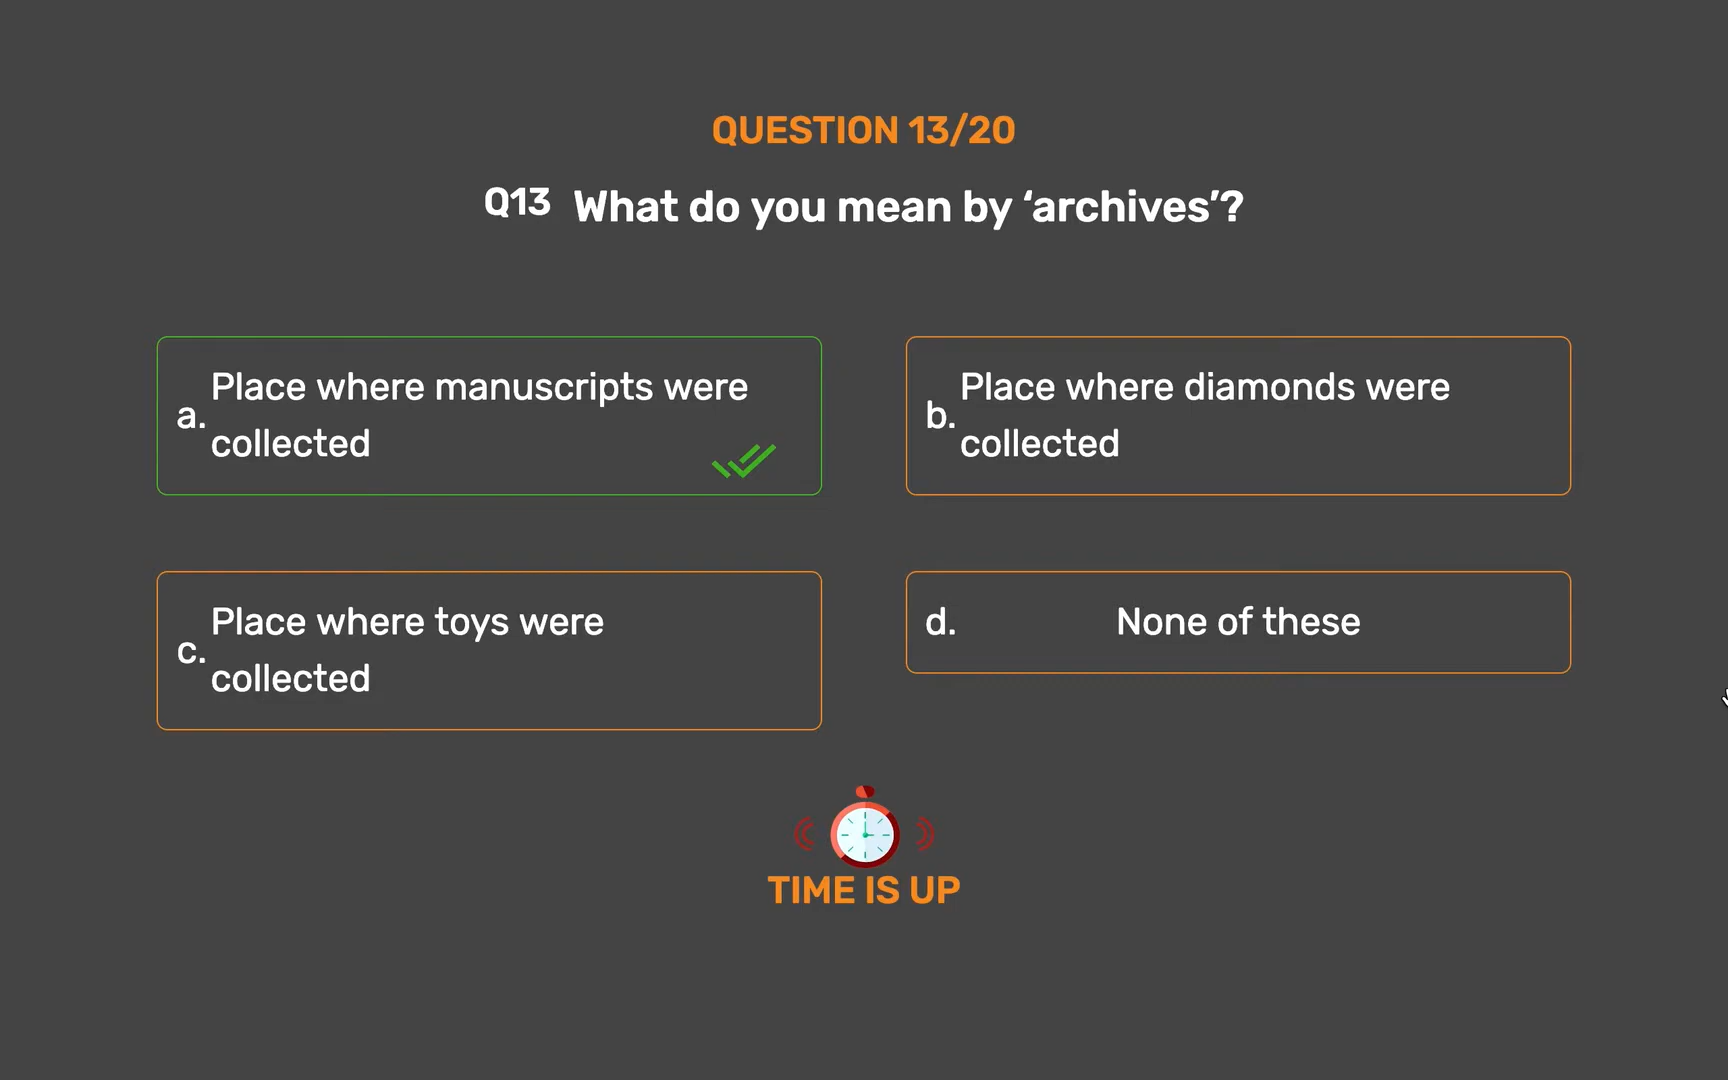 QUESTION 13/20
Q13 What do you mean by ‘archives’?
a. Place where manuscripts were
collected
b. Place where diamonds were
collected
c. Place where toys were
collected
d. None of these
TIME IS UP